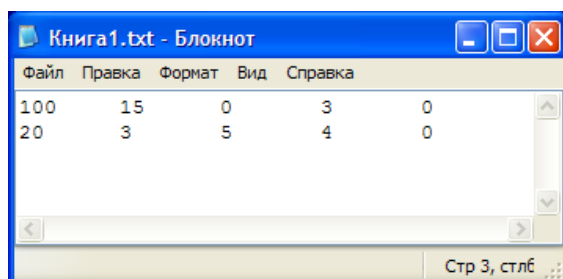 Книга1.txt - Блокнот
Файл Правка Формат Вид Справка
100 15 0 3 0
20 3 5 4 0
Стр 3, стлб